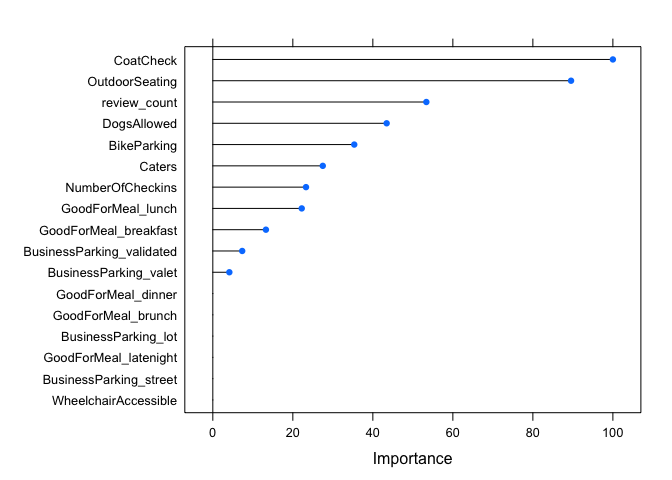 CoatCheck
OutdoorSeating
review_count
DogsAllowed
BikeParking
Caters
NumberOfCheckins
GoodForMeal_lunch
GoodForMeal_breakfast
BusinessParking_validated
BusinessParking_valet
GoodForMeal_dinner
GoodForMeal_brunch
BusinessParking_lot
GoodForMeal_latenight
BusinessParking_street
WheelchairAccessible
0 20 40 60 80 100
Importance